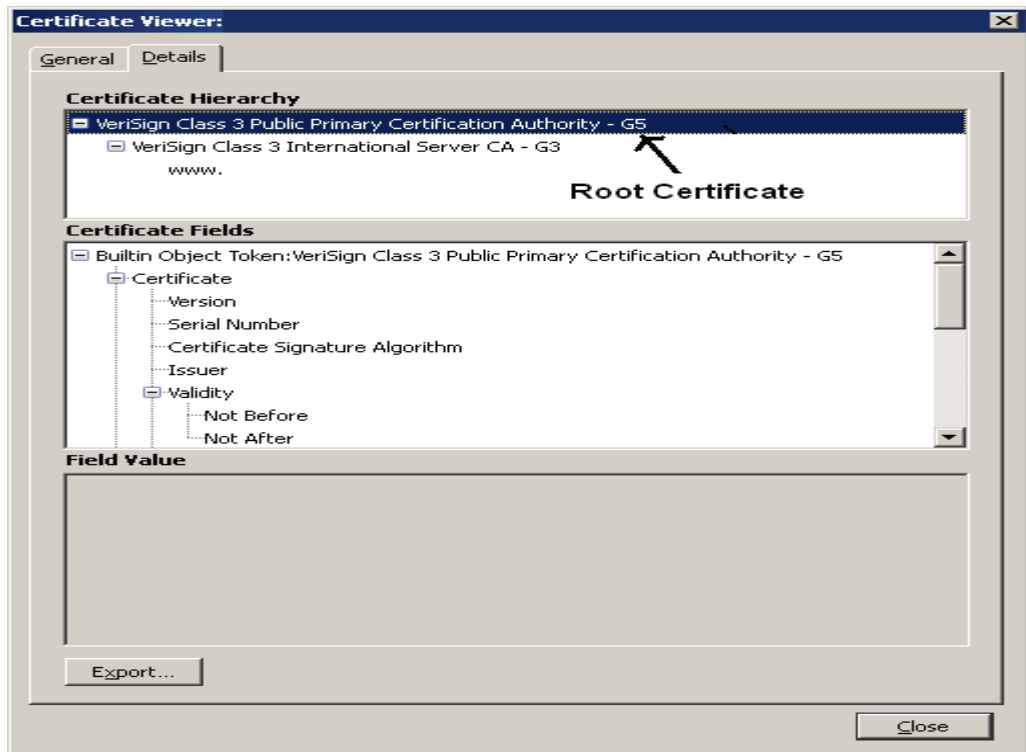 Certificate Viewer:
General
Details
Certificate Hierarchy
VeriSign Class 3 Public Primary Certification Authority - G5
VeriSign Class 3 International Server CA - G3
www.
Root Certificate
Certificate Fields
Builtin Object Token:VeriSign Class 3 Public Primary Certification Authority - G5
Certificate
Version
Serial Number
Certificate Signature Algorithm
Issuer
Validity
Not Before
Not After
Field Value
Export...
Close